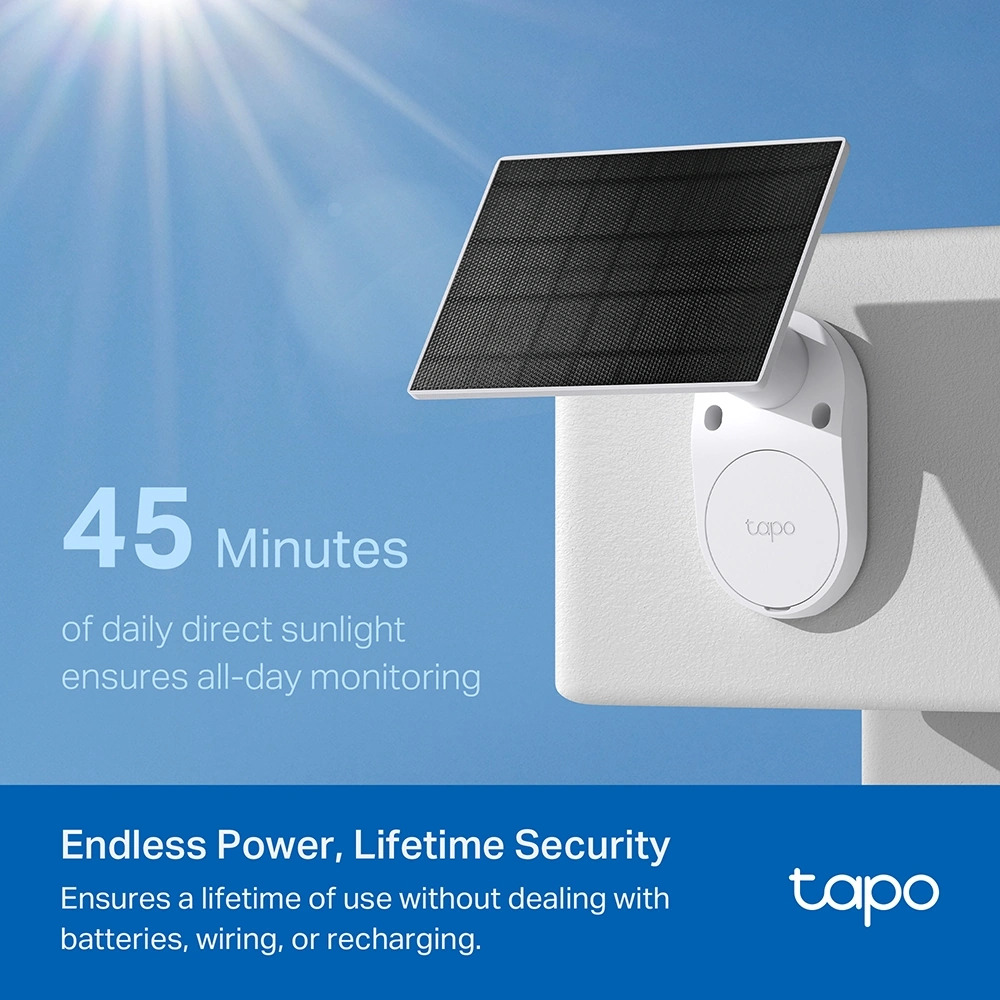 tapo
45 Minutes
of daily direct sunlight
ensures all-day monitoring
Endless Power, Lifetime Security
Ensures a lifetime of use without dealing with
batteries, wiring, or recharging.
tapo